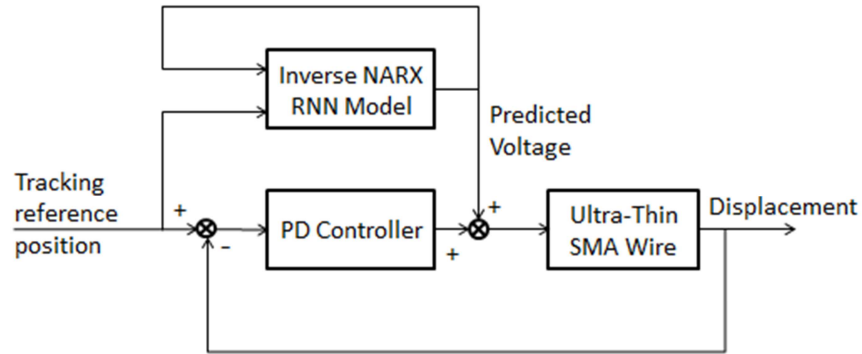 Inverse NARX
RNN Model
Predicted
Voltage
Tracking
reference
position
+
-
PD Controller
+
+
Ultra-Thin
SMA Wire
Displacement